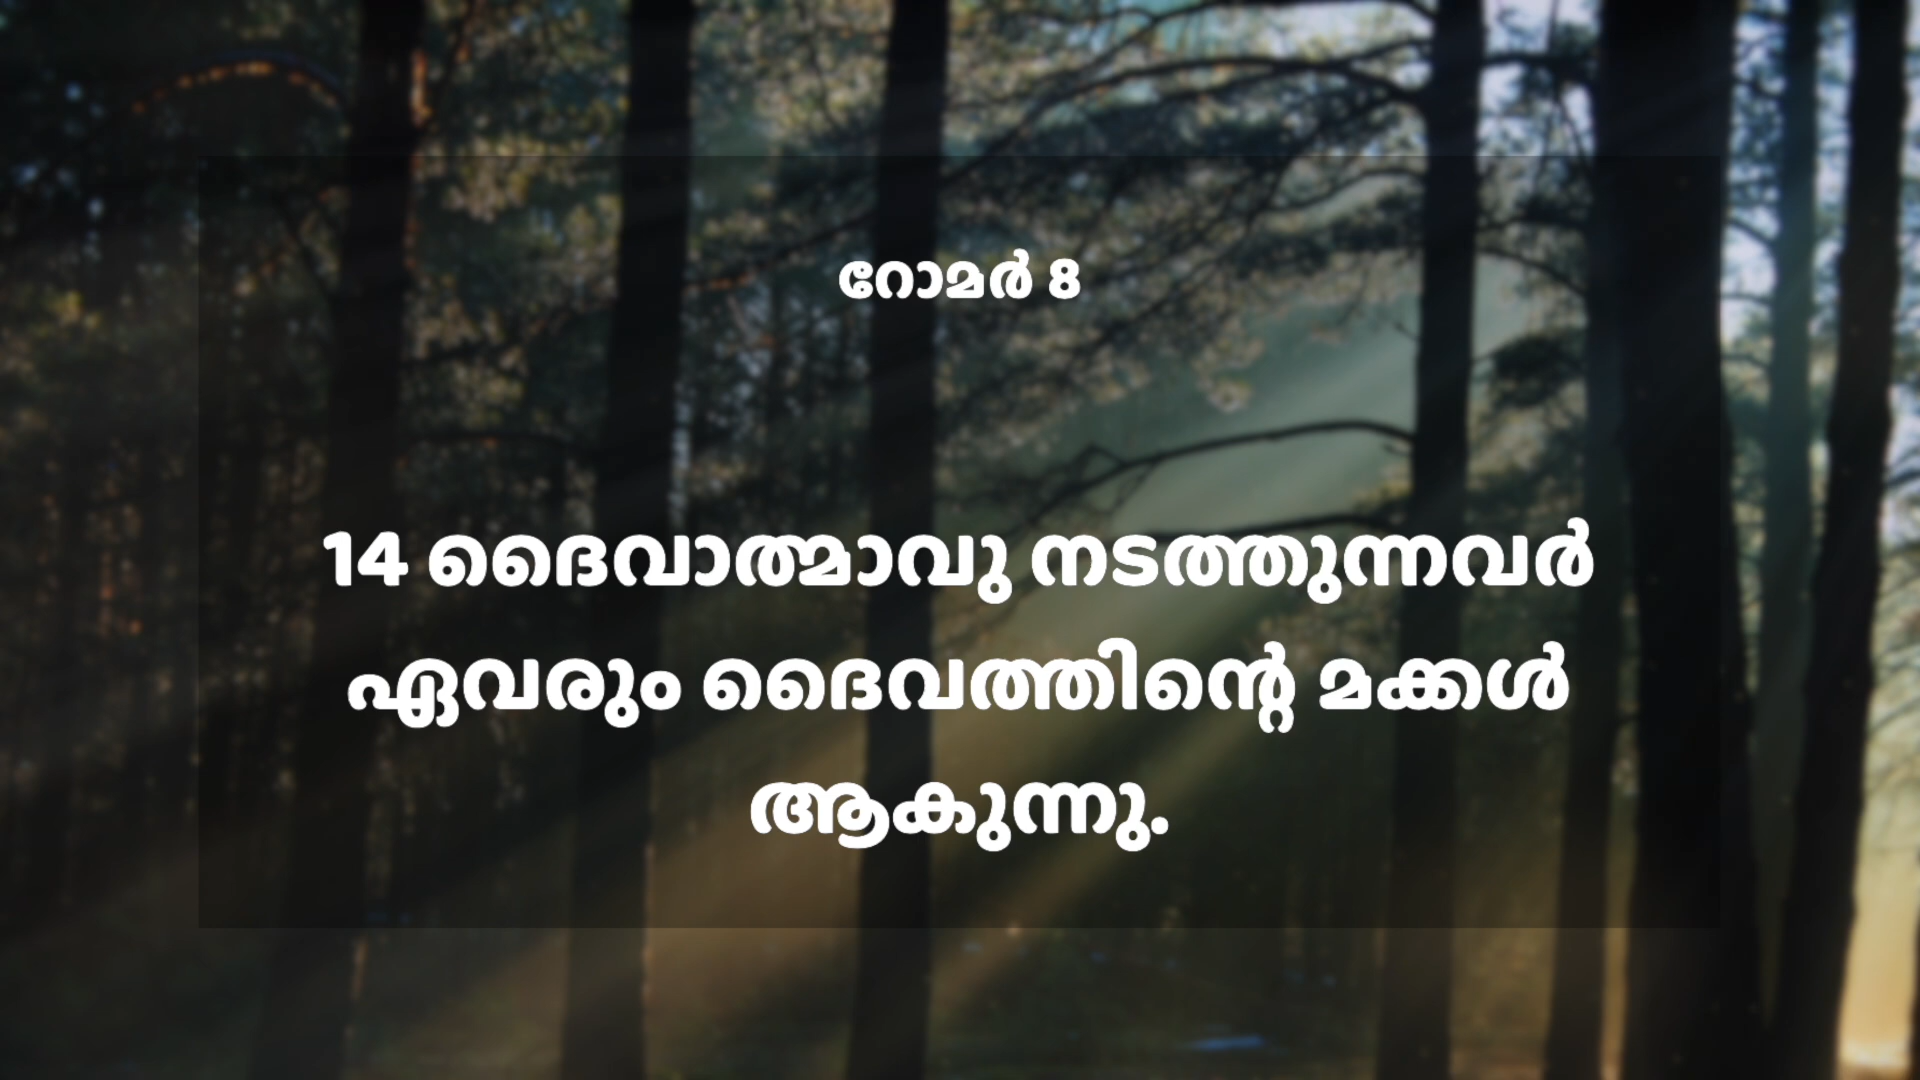 റോമർ 8
14 ദൈവാത്മാവു നടത്തുന്നവർ
ഏവരും ദൈവത്തിന്റെ മക്കൾ
ആകുന്നു.